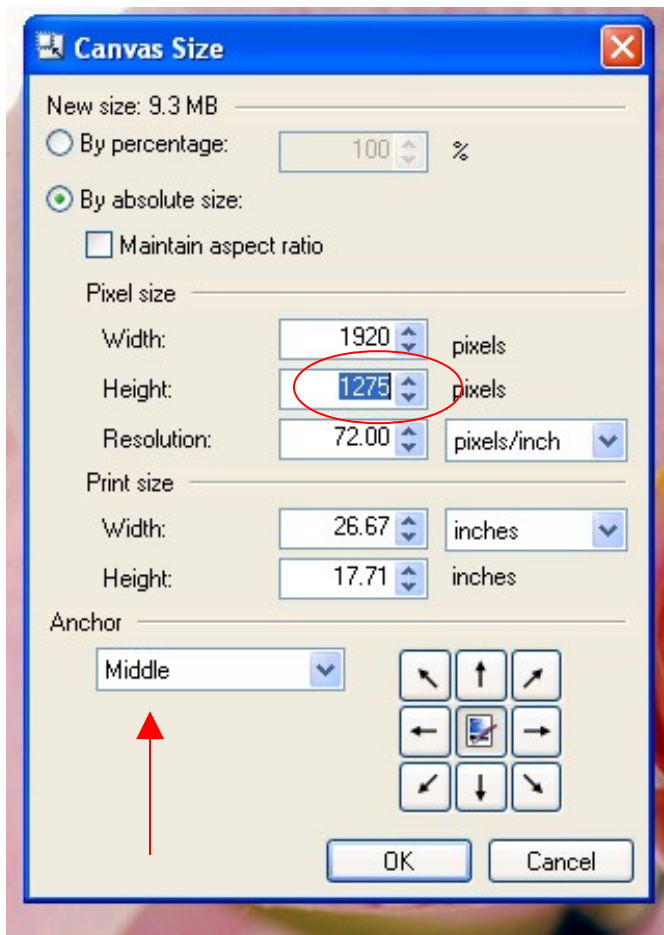 Canvas Size
New size: 9.3 MB
By percentage: 100 %
By absolute size:
Maintain aspect ratio
Pixel size
Width: 1920 pixels
Height: 1275 pixels
Resolution: 72.00 pixels/inch
Print size
Width: 26.67 inches
Height: 17.71 inches
Anchor
Middle
OK Cancel